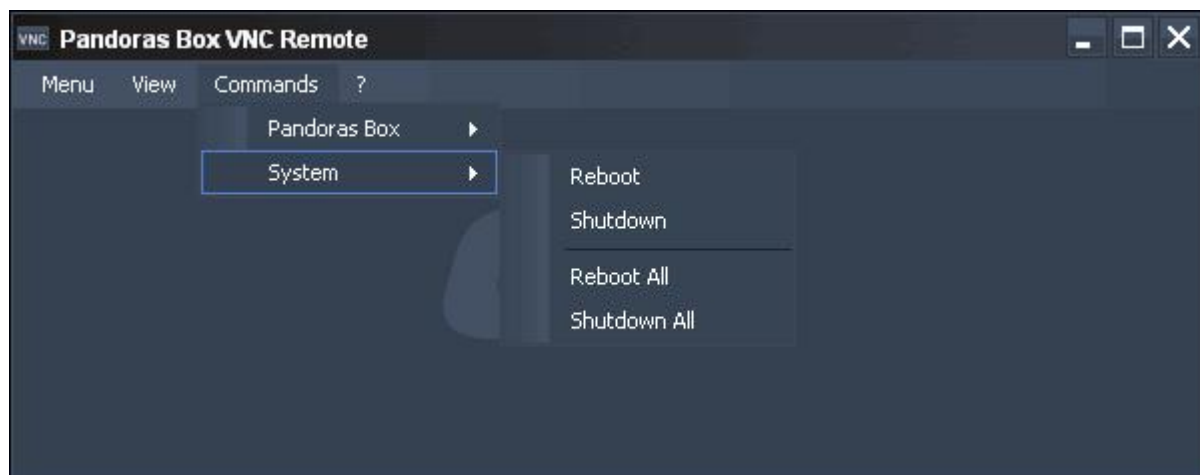 VNC Pandoras Box VNC Remote
Menu View Commands ?
Pandoras Box
System
Reboot
Shutdown
Reboot All
Shutdown All